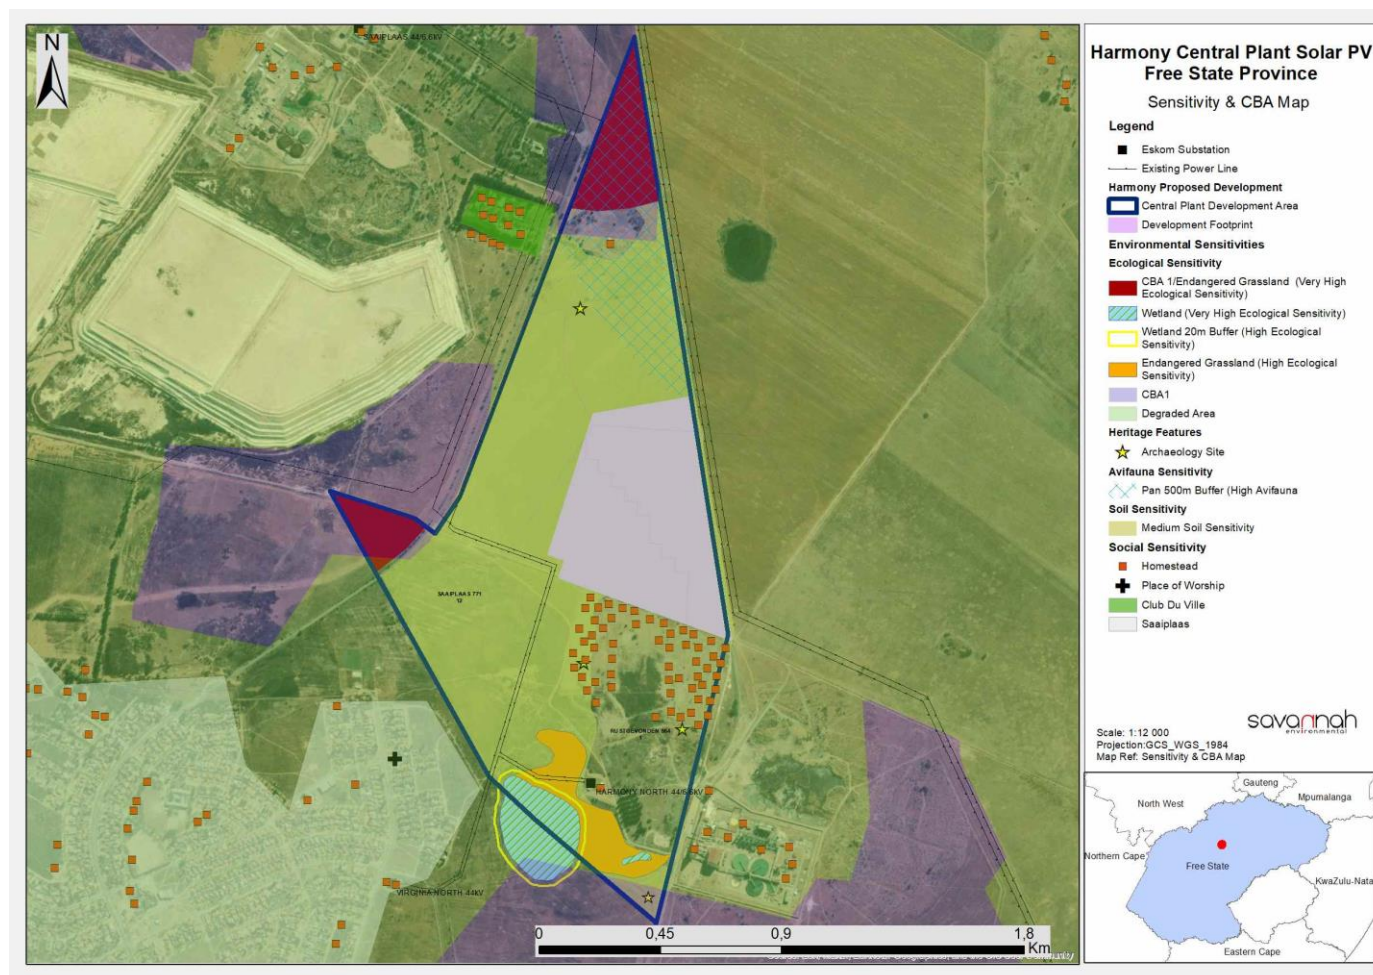 N
SAAIPLAAS 44/6.6kV
SAAIPLAAS 771
12
HARMONY NORTH 44/6.6kV
VIRGINIA NORTH 44kV
0
0,45
0,9
1,8
Km
Harmony Central Plant Solar PV
Free State Province
Sensitivity & CBA Map
Legend
Eskom Substation
Existing Power Line
Harmony Proposed Development
Central Plant Development Area
Development Footprint
Environmental Sensitivities
Ecological Sensitivity
CBA 1/Endangered Grassland (Very High
Ecological Sensitivity)
Wetland (Very High Ecological Sensitivity)
Wetland 20m Buffer (High Ecological
Sensitivity)
Endangered Grassland (High Ecological
Sensitivity)
CBA1
Degraded Area
Heritage Features
Archaeology Site
Avifauna Sensitivity
Pan 500m Buffer (High Avifauna
Soil Sensitivity
Medium Soil Sensitivity
Social Sensitivity
Homestead
Place of Worship
Club Du Ville
Saaiplaas
savannah
environmental
Scale: 1:12 000
Projection:GCS_WGS_1984
Map Ref: Sensitivity & CBA Map
Gauteng
North West
Mpumalanga
Northern Cape
Free State
KwaZulu-Nata
Eastern Cape